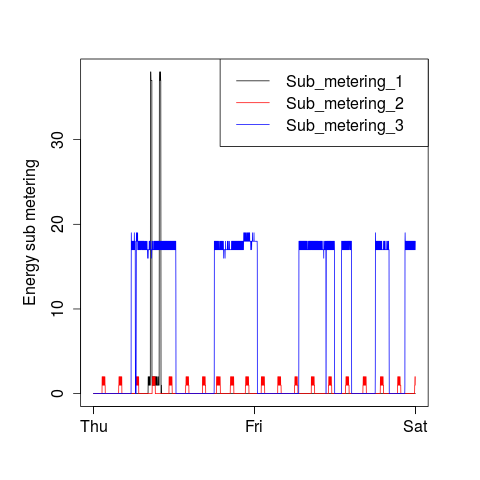 Sub_metering_1
Sub_metering_2
Sub_metering_3
Energy sub metering
30
20
10
0
Thu Fri Sat